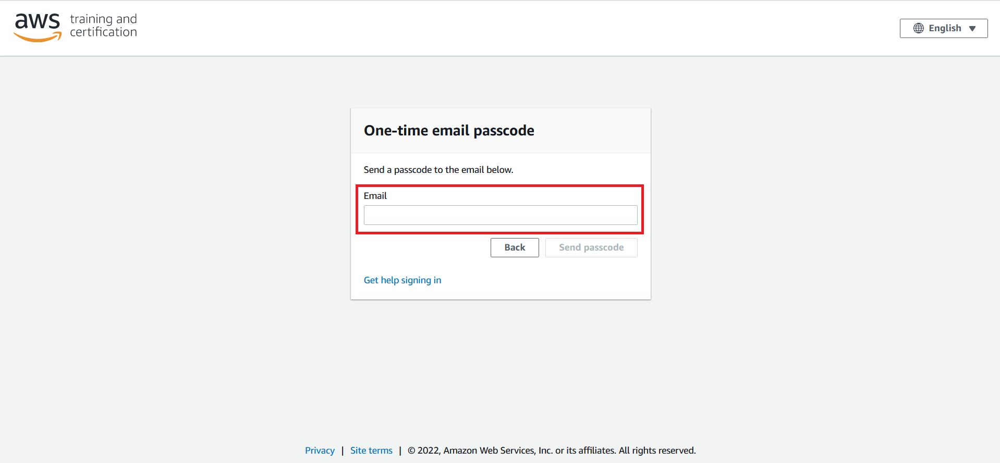 aws training and
certification
English
One-time email passcode
Send a passcode to the email below.
Email
Back Send passcode
Get help signing in
Privacy | Site terms | © 2022, Amazon Web Services, Inc. or its affiliates. All rights reserved.